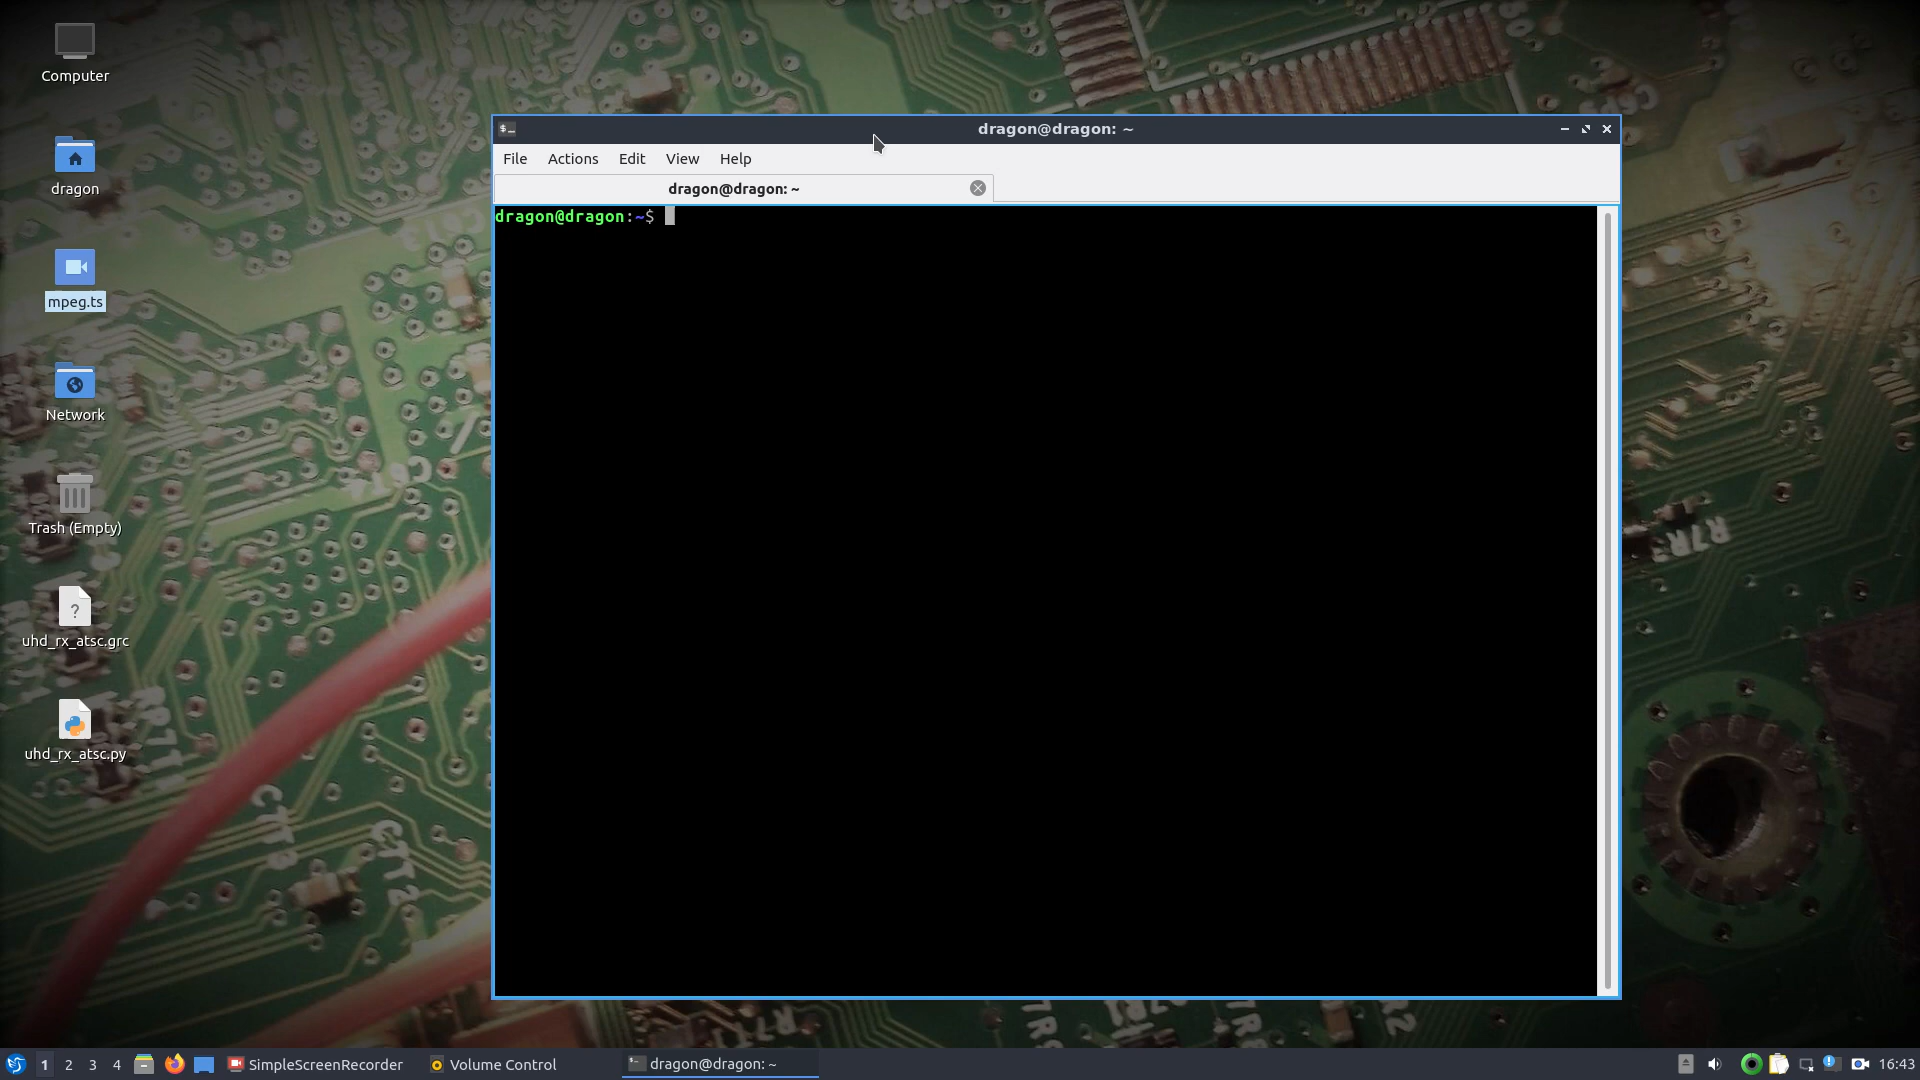 Computer
dragon
mpeg.ts
Network
Trash (Empty)
uhd_rx_atsc.grc
uhd_rx_atsc.py
dragon@dragon: ~
File Actions Edit View Help
dragon@dragon: ~
dragon@dragon:~$
1 2 3 4 SimpleScreenRecorder Volume Control dragon@dragon: ~ 16:43